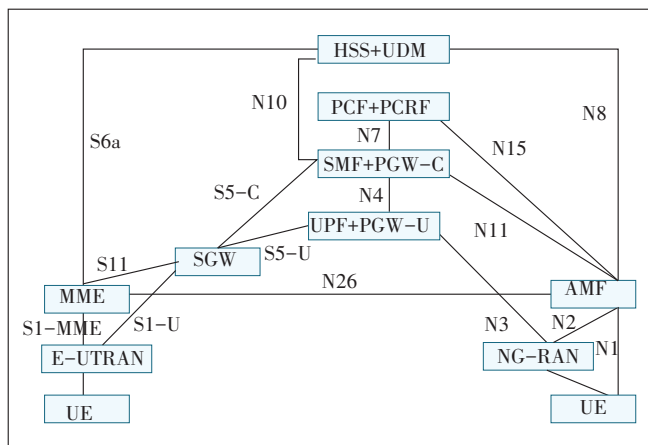 HSS+UDM
N10
PCF+PCRF
N8
S6a
N7
N15
SMF+PGW-C
S5-C
N4
UPF+PGW-U
N11
SGW
S5-U
S11
N26
MME
AMF
S1-MME
S1-U
N3
N2
E-UTRAN
NG-RAN
N1
UE
UE